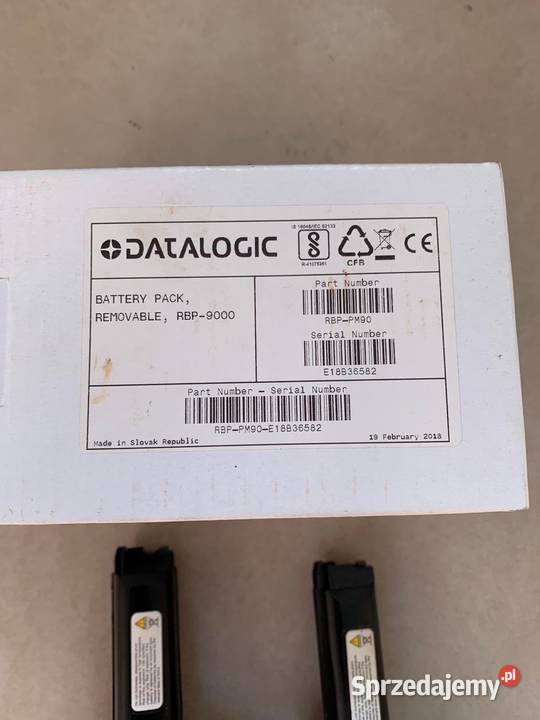 IS 16046/IEC 62133
R-41075361
CFB
CE
DATALOGIC
BATTERY PACK,
REMOVABLE, RBP-9000
Part Number
RBP-PM90
Serial Number
E18B36582
Part Number - Serial Number
RBP-PM90-E18B36582
Made in Slovak Republic
19 February 2018
Sprzedajemy.pl